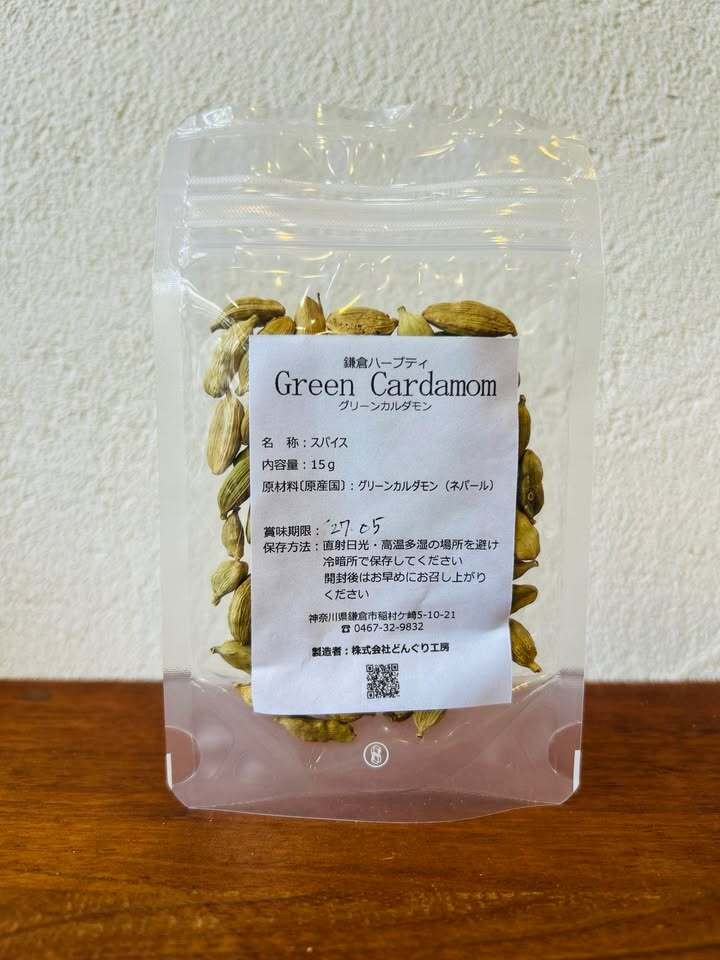 鎌倉ハーブティ
Green Cardamom
グリーンカルダモン
名　称：スパイス
内容量：15ｇ
原材料〔原産国〕：グリーンカルダモン（ネパール）
賞味期限：'27.05
保存方法：直射日光・高温多湿の場所を避け
冷暗所で保存してください
開封後はお早めにお召し上がり
ください
神奈川県鎌倉市稲村ケ崎5-10-21
☎ 0467-32-9832
製造者：株式会社どんぐり工房